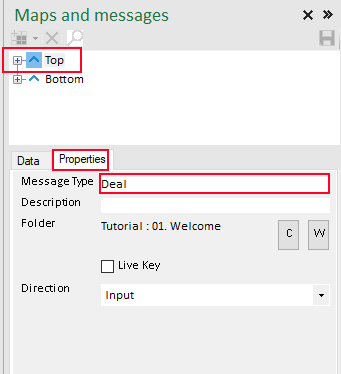 Maps and messages
Top
Bottom
Data Properties
Message Type Deal
Description
Folder Tutorial : 01. Welcome C W
Live Key
Direction Input